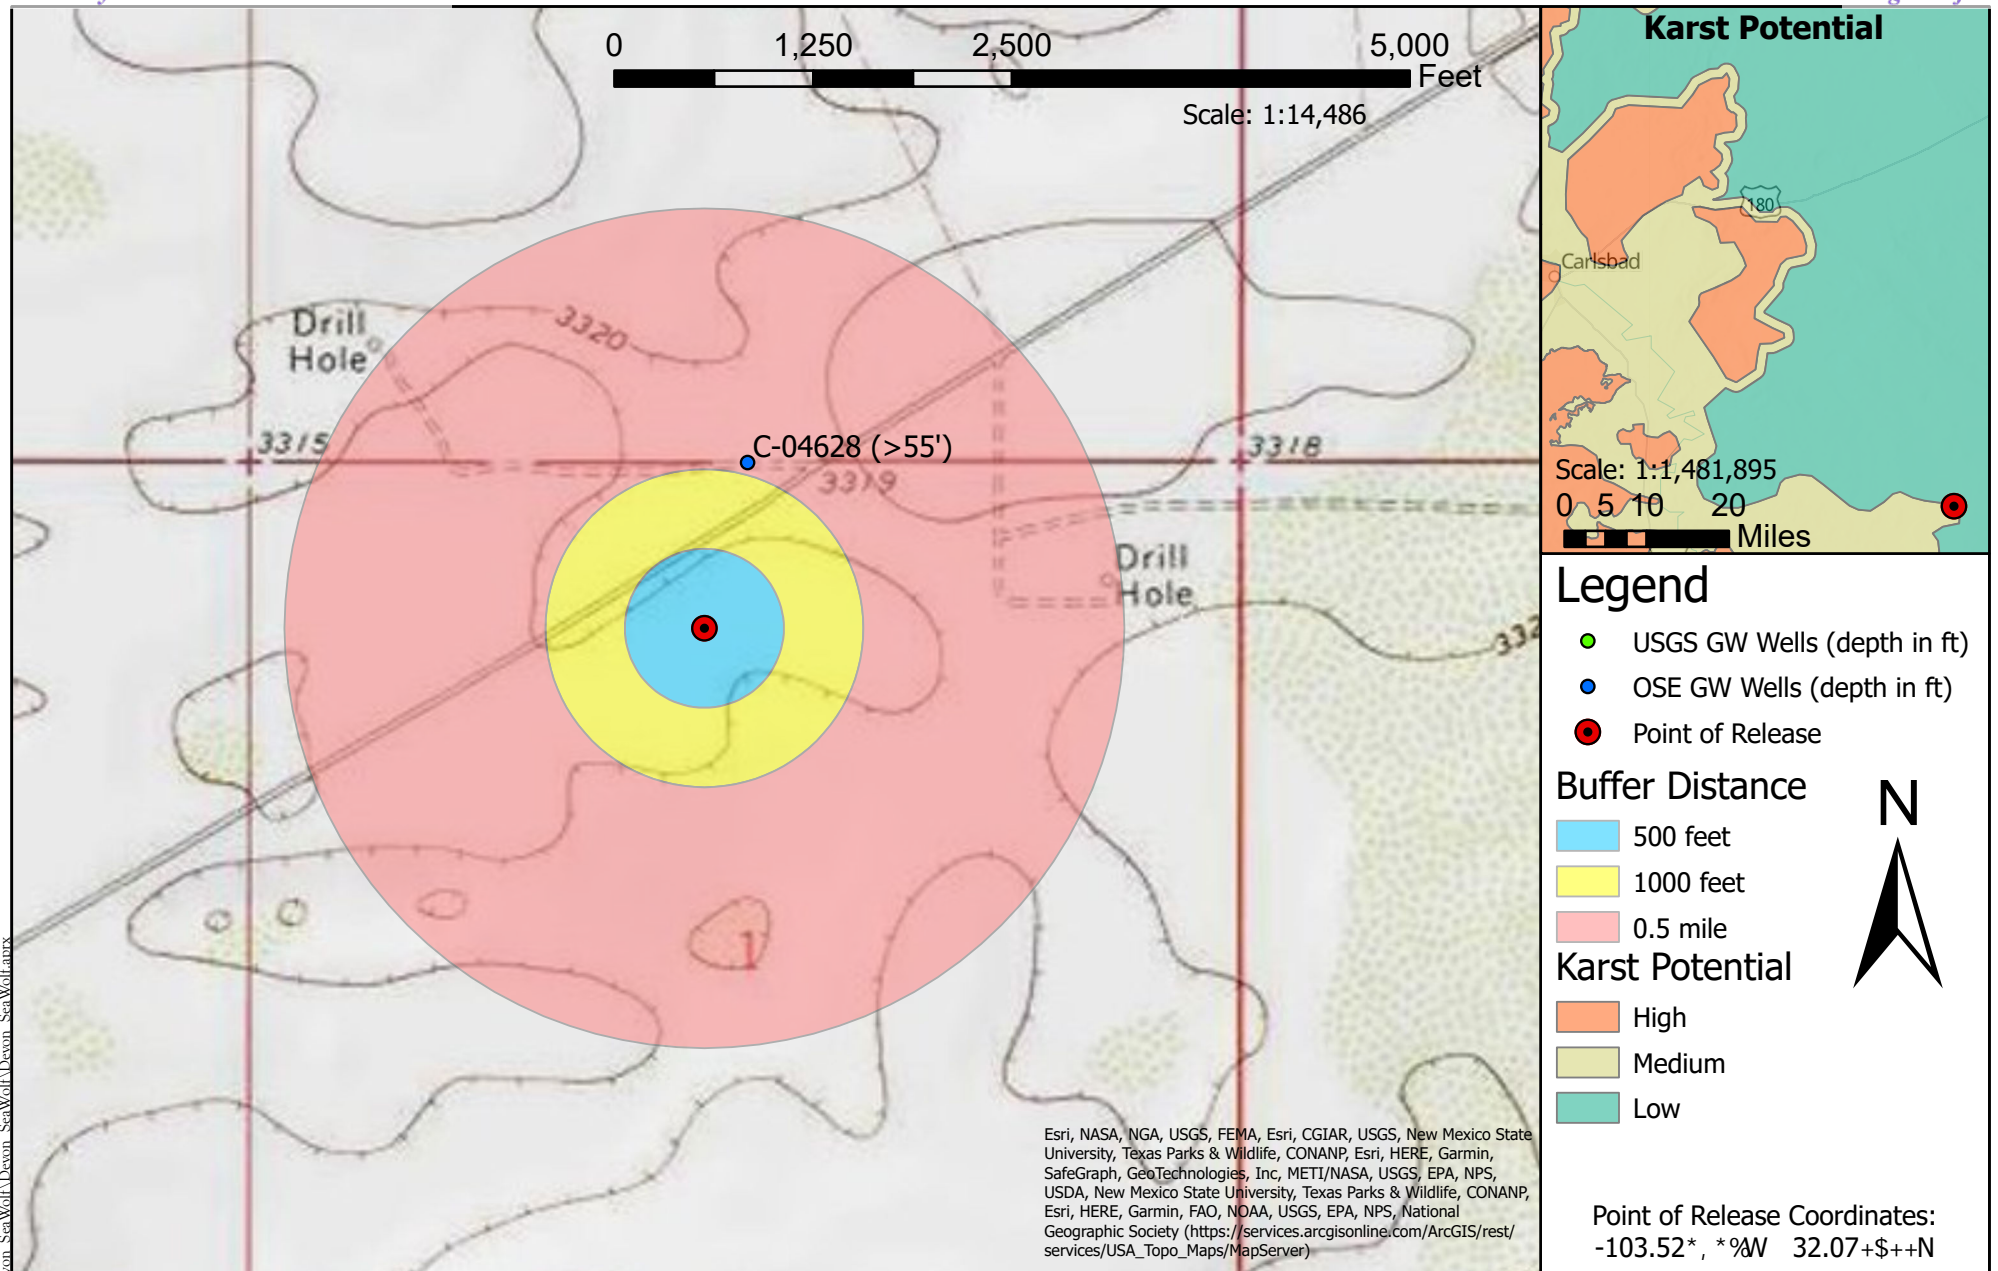 0 1,250 2,500 5,000
Feet
Scale: 1:14,486
Drill
Hole
3320
3315
C-04628 (>55')
3319
3318
Drill
Hole
332
1
Esri, NASA, NGA, USGS, FEMA, Esri, CGIAR, USGS, New Mexico State
University, Texas Parks & Wildlife, CONANP, Esri, HERE, Garmin,
SafeGraph, GeoTechnologies, Inc, METI/NASA, USGS, EPA, NPS,
USDA, New Mexico State University, Texas Parks & Wildlife, CONANP,
Esri, HERE, Garmin, FAO, NOAA, USGS, EPA, NPS, National
Geographic Society (https://services.arcgisonline.com/ArcGIS/rest/
services/USA_Topo_Maps/MapServer)
Karst Potential
180
Carlsbad
Scale: 1:1,481,895
0 5 10 20
Miles
Legend
USGS GW Wells (depth in ft)
OSE GW Wells (depth in ft)
Point of Release
Buffer Distance
500 feet
1000 feet
0.5 mile
N
Karst Potential
High
Medium
Low
Point of Release Coordinates:
-103.52*, *%W 32.07+$++N